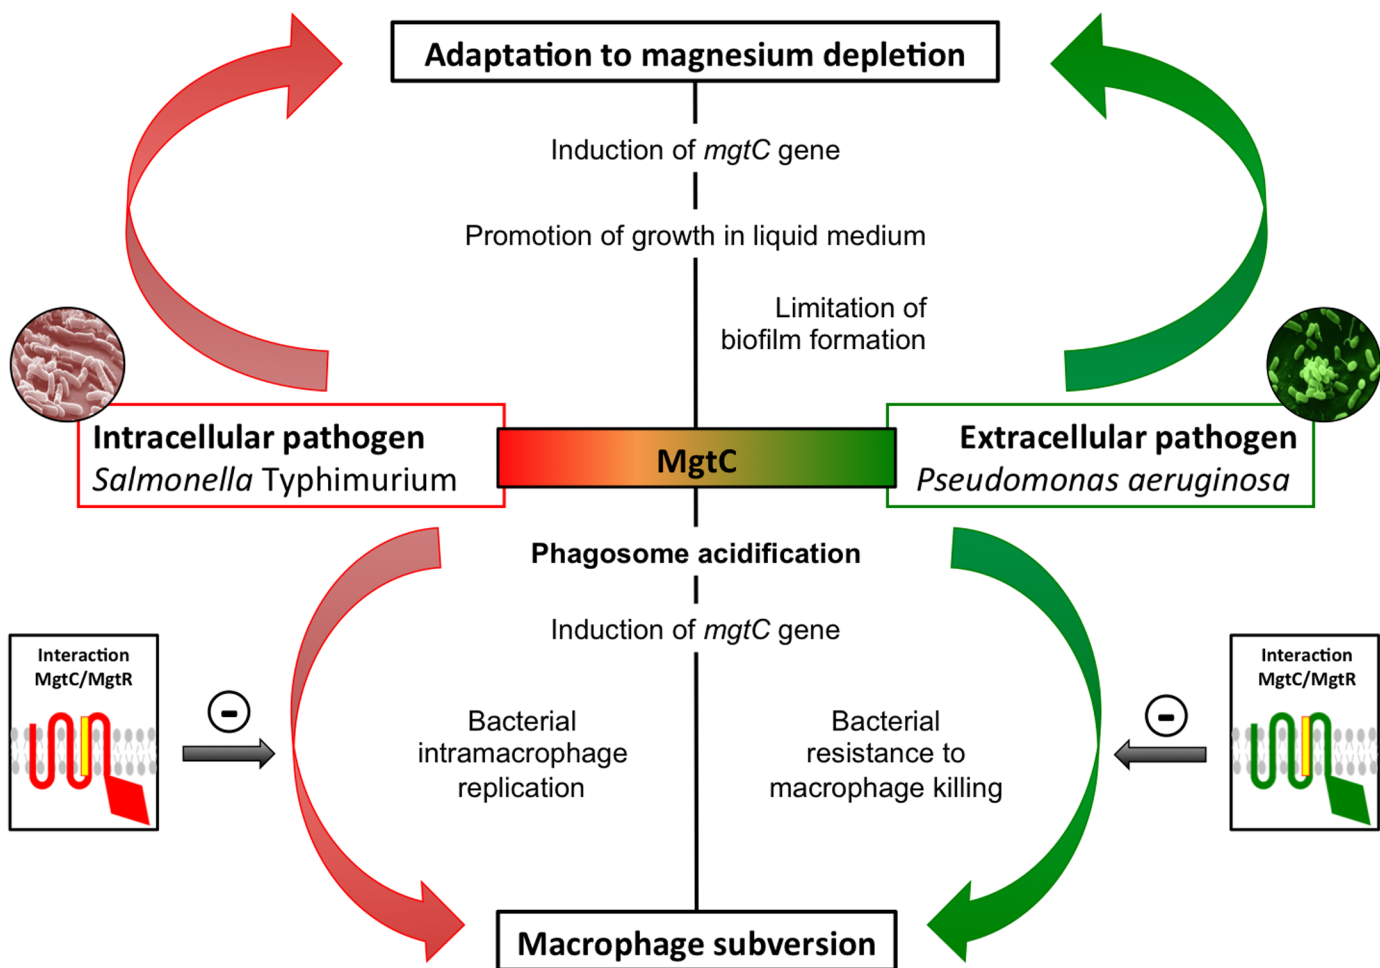 Adaptation to magnesium depletion
Induction of mgtC gene
Promotion of growth in liquid medium
Limitation of
biofilm formation
Intracellular pathogen
Salmonella Typhimurium
MgtC
Extracellular pathogen
Pseudomonas aeruginosa
Phagosome acidification
Induction of mgtC gene
Interaction
MgtC/MgtR
-
Bacterial
intramacrophage
replication
Bacterial
resistance to
macrophage killing
-
Interaction
MgtC/MgtR
Macrophage subversion